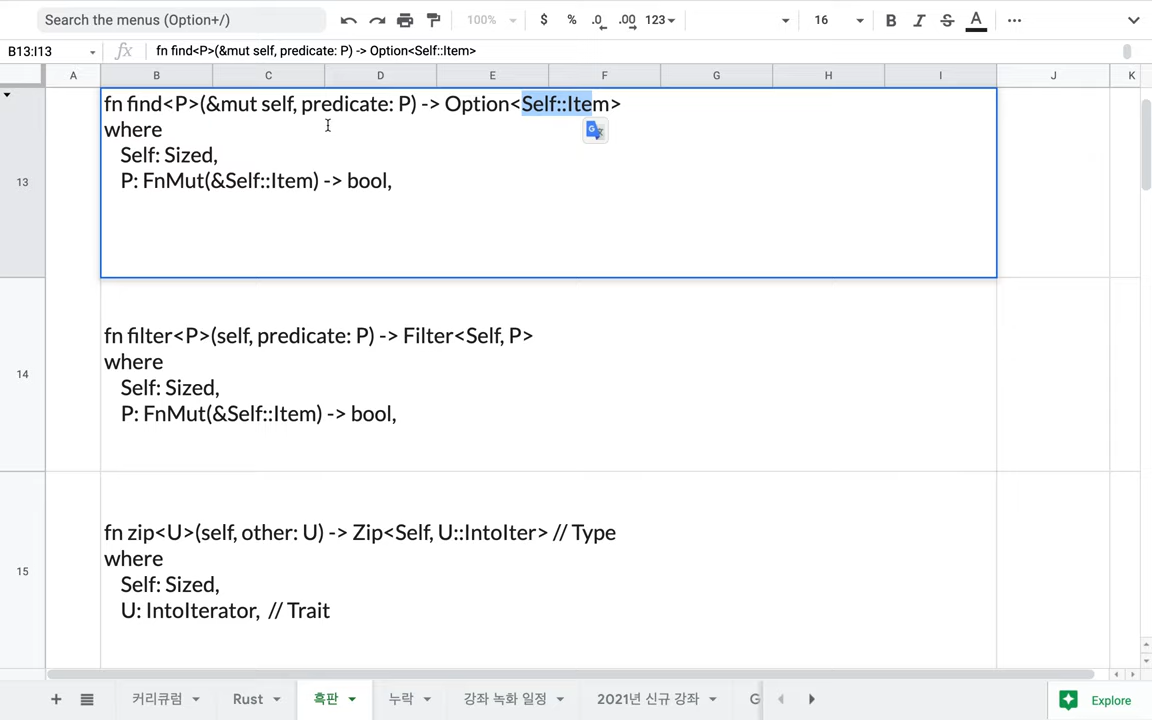 Search the menus (Option+/)
100%
$ % .0 .00 123
16
B I S A
B13:I13
fx fn find<P>(&mut self, predicate: P) -> Option<Self::Item>
A B C D E F G H I J K
13
fn find<P>(&mut self, predicate: P) -> Option<Self::Item>
where
Self: Sized,
P: FnMut(&Self::Item) -> bool,
14
fn filter<P>(self, predicate: P) -> Filter<Self, P>
where
Self: Sized,
P: FnMut(&Self::Item) -> bool,
15
fn zip<U>(self, other: U) -> Zip<Self, U::IntoIter> // Type
where
Self: Sized,
U: IntoIterator, // Trait
커리큘럼 Rust 흑판 누락 강좌 녹화 일정 2021년 신규 강좌 G
Explore